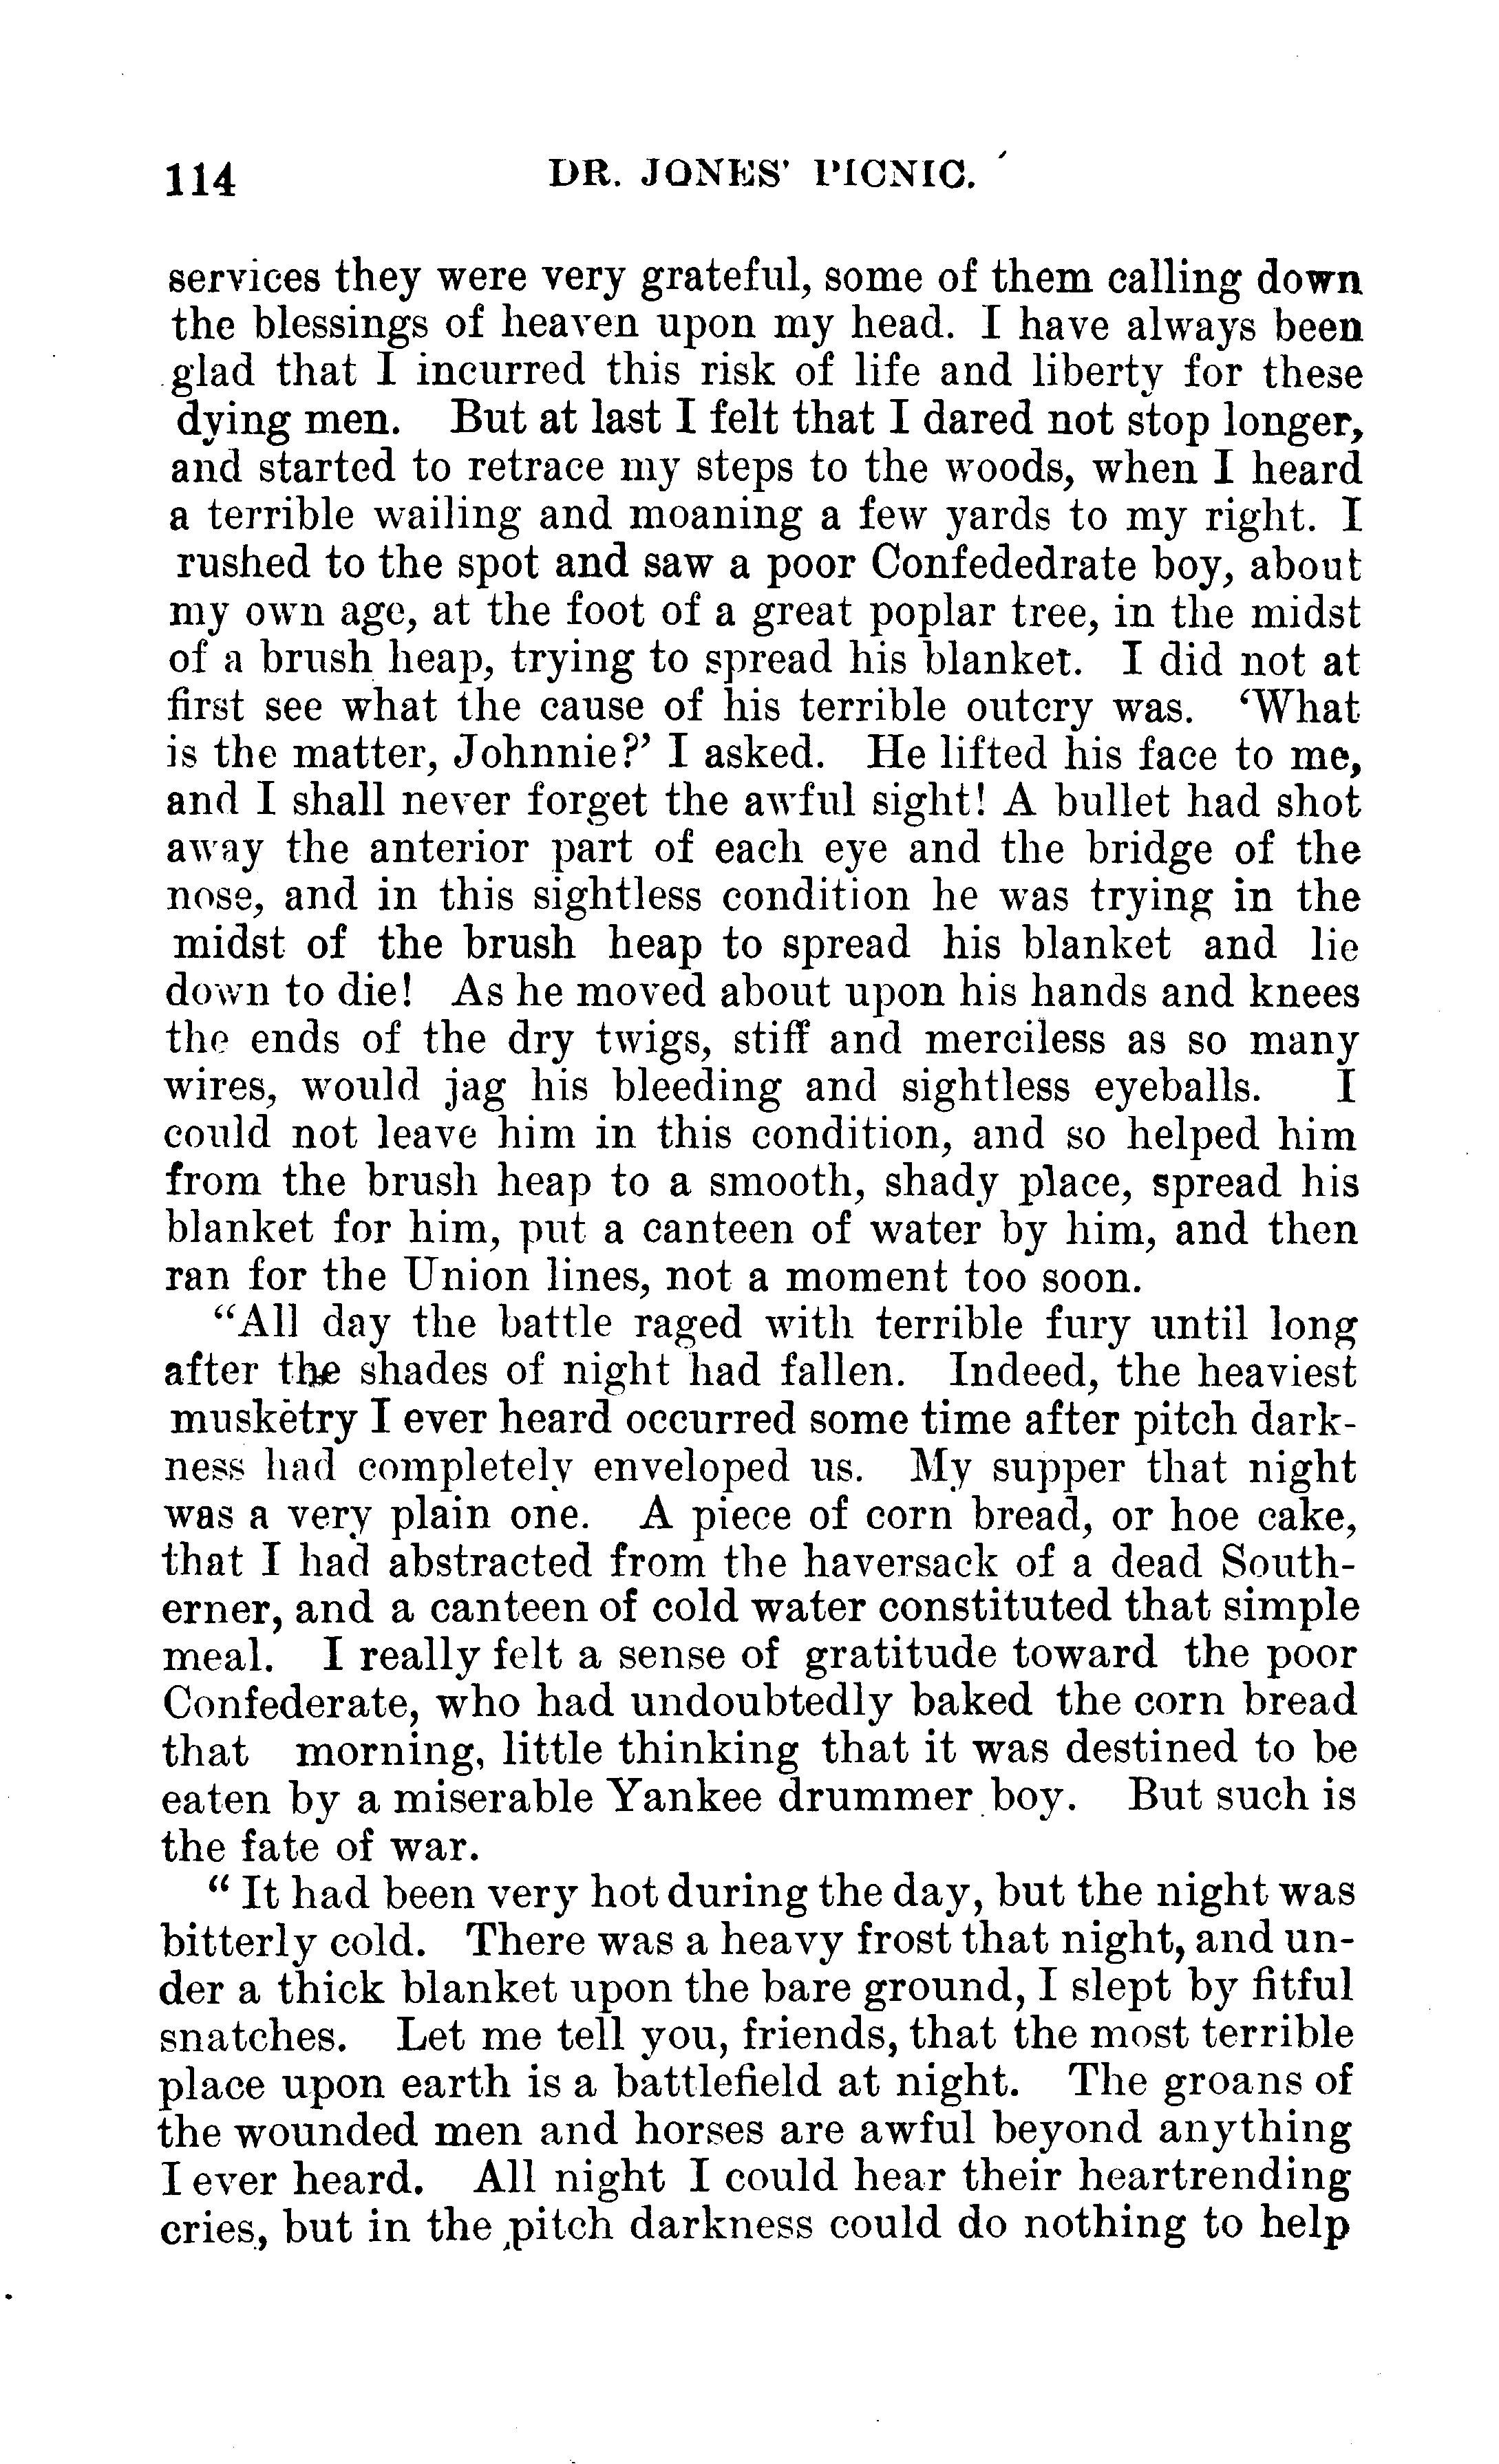 114 DR. JONES' PICNIC.
services they were very grateful, some of them calling down
the blessings of heaven upon my head. I have always been
glad that I incurred this risk of life and liberty for these
dying men. But at last I felt that I dared not stop longer,
and started to retrace my steps to the woods, when I heard
a terrible wailing and moaning a few yards to my right. I
rushed to the spot and saw a poor Confededrate boy, about
my own age, at the foot of a great poplar tree, in the midst
of a brush heap, trying to spread his blanket. I did not at
first see what the cause of his terrible outcry was. ‘What
is the matter, Johnnie?’ I asked. He lifted his face to me,
and I shall never forget the awful sight! A bullet had shot
away the anterior part of each eye and the bridge of the
nose, and in this sightless condition he was trying in the
midst of the brush heap to spread his blanket and lie
down to die! As he moved about upon his hands and knees
the ends of the dry twigs, stiff and merciless as so many
wires, would jag his bleeding and sightless eyeballs. I
could not leave him in this condition, and so helped him
from the brush heap to a smooth, shady place, spread his
blanket for him, put a canteen of water by him, and then
ran for the Union lines, not a moment too soon.
“All day the battle raged with terrible fury until long
after the shades of night had fallen. Indeed, the heaviest
musketry I ever heard occurred some time after pitch dark-
ness had completely enveloped us. My supper that night
was a very plain one. A piece of corn bread, or hoe cake,
that I had abstracted from the haversack of a dead South-
erner, and a canteen of cold water constituted that simple
meal. I really felt a sense of gratitude toward the poor
Confederate, who had undoubtedly baked the corn bread
that morning, little thinking that it was destined to be
eaten by a miserable Yankee drummer boy. But such is
the fate of war.
“ It had been very hot during the day, but the night was
bitterly cold. There was a heavy frost that night, and un-
der a thick blanket upon the bare ground, I slept by fitful
snatches. Let me tell you, friends, that the most terrible
place upon earth is a battlefield at night. The groans of
the wounded men and horses are awful beyond anything
I ever heard. All night I could hear their heartrending
cries, but in the pitch darkness could do nothing to help